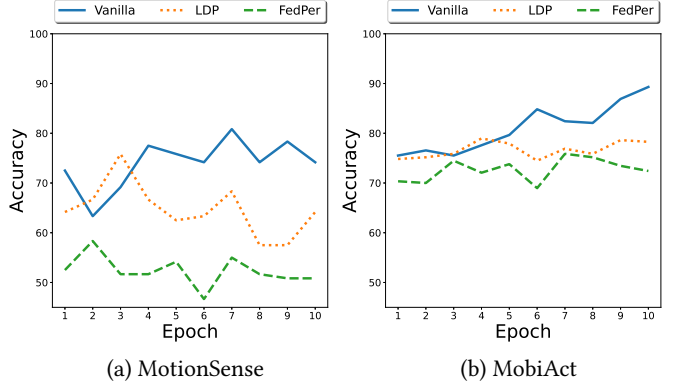 Vanilla LDP FedPer
100
90
80
70
60
50
Accuracy
1 2 3 4 5 6 7 8 9 10
Epoch
(a) MotionSense
Vanilla LDP FedPer
100
90
80
70
60
50
Accuracy
1 2 3 4 5 6 7 8 9 10
Epoch
(b) MobiAct